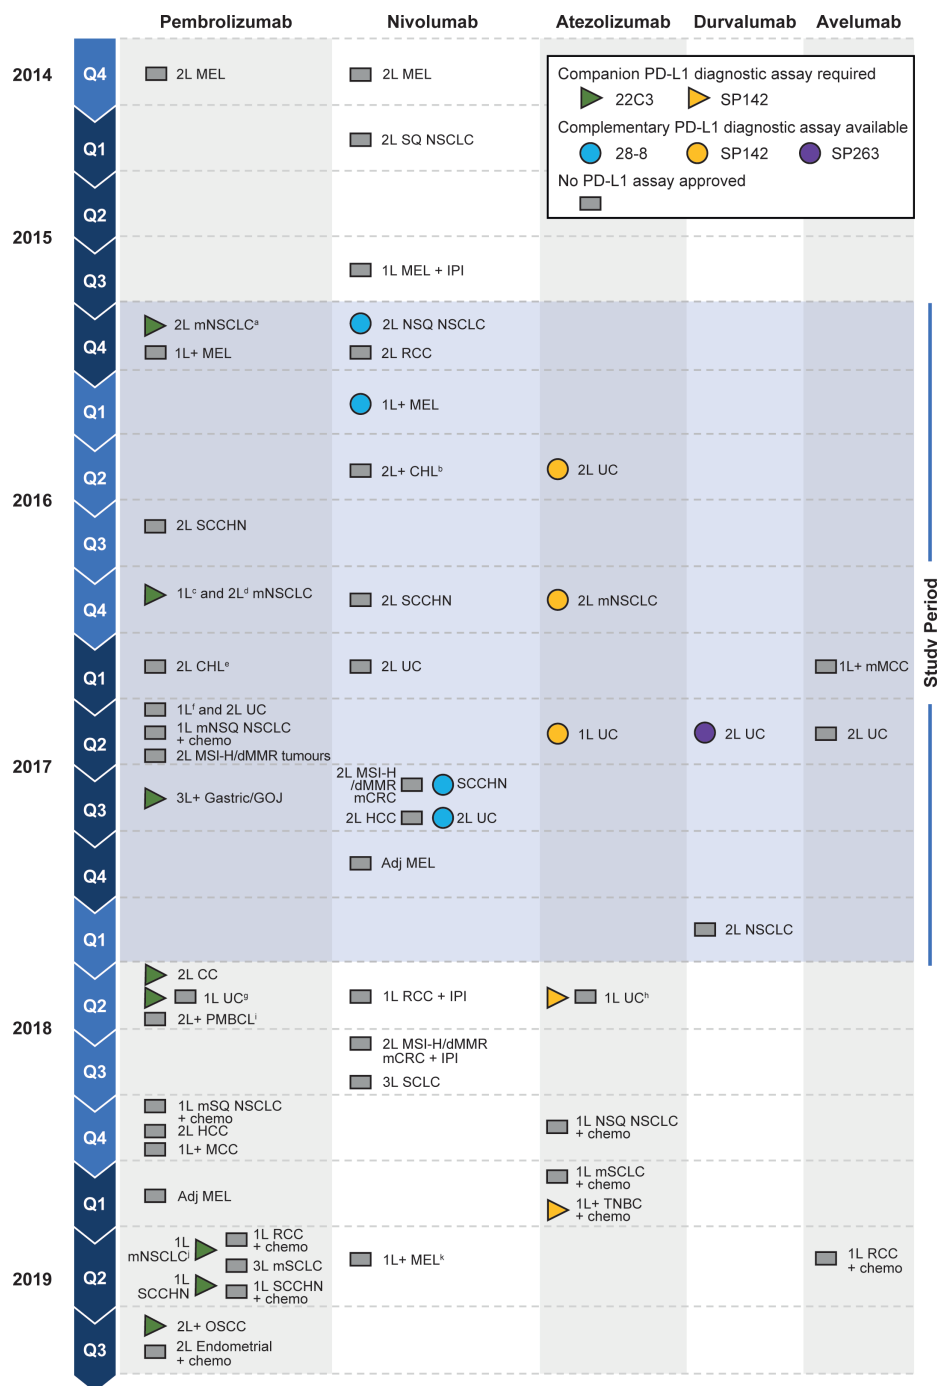 Pembrolizumab Nivolumab Atezolizumab Durvalumab Avelumab
2014 Q4 2L MEL 2L MEL
Companion PD-L1 diagnostic assay required
22C3 SP142
Complementary PD-L1 diagnostic assay available
28-8 SP142 SP263
No PD-L1 assay approved
Q1 2L SQ NSCLC
Q2
2015
Q3 1L MEL + IPI
Q4 2L mNSCLCᵃ 2L NSQ NSCLC
1L+ MEL 2L RCC
Q1 1L+ MEL
Q2 2L+ CHLᵇ 2L UC
2016
Q3 2L SCCHN
Q4 1Lᶜ and 2Lᵈ mNSCLC 2L SCCHN 2L mNSCLC
Study Period
Q1 2L CHLᵉ 2L UC 1L+ mMCC
Q2 1Lᶠ and 2L UC
1L mNSQ NSCLC
+ chemo
1L UC 2L UC 2L UC
2L MSI-H/dMMR tumours
2017
Q3 3L+ Gastric/GOJ
2L MSI-H
/dMMR
mCRC
SCCHN
2L HCC 2L UC
Q4 Adj MEL
Q1 2L NSCLC
Q2 2L CC
1L UCᵍ 1L RCC + IPI 1L UCʰ
2L+ PMBCLⁱ
2018
Q3 2L MSI-H/dMMR
mCRC + IPI
3L SCLC
Q4 1L mSQ NSCLC
+ chemo
2L HCC
1L+ MCC
1L NSQ NSCLC
+ chemo
Q1 Adj MEL
1L mSCLC
+ chemo
1L+ TNBC
+ chemo
2019 Q2
1L
mNSCLCʲ
1L RCC
+ chemo
3L mSCLC
1L
SCCHN
1L SCCHN
+ chemo
1L+ MELᵏ
1L RCC
+ chemo
Q3 2L+ OSCC
2L Endometrial
+ chemo